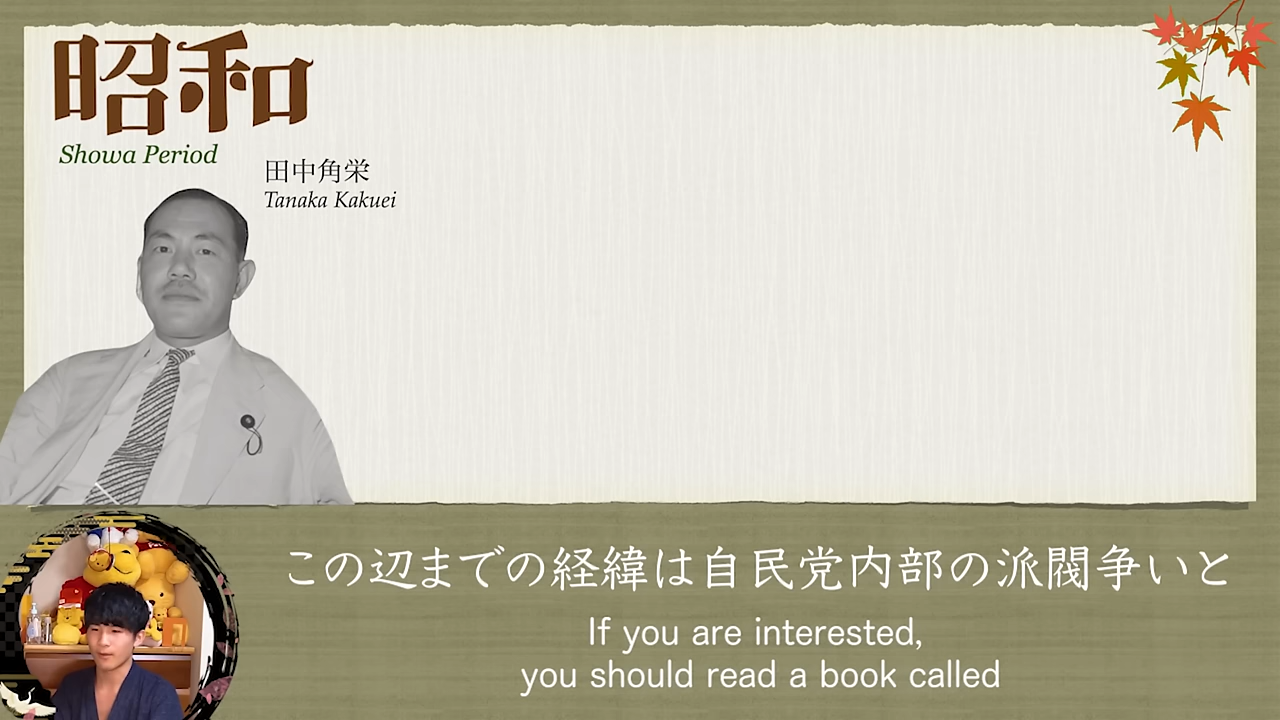 昭和
Showa Period
田中角栄
Tanaka Kakuei
この辺までの経緯は自民党内部の派閥争いと
If you are interested,
you should read a book called